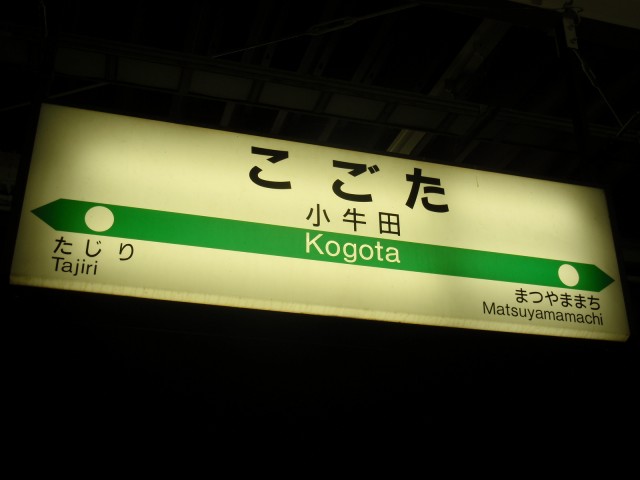 こごた
小牛田
Kogota
たじり
Tajiri
まつやままち
Matsuyamamachi